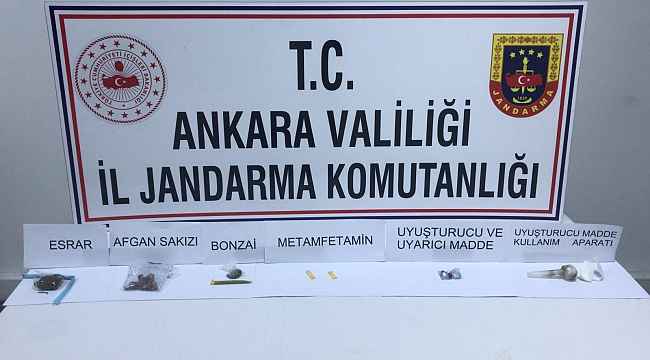 T.C.
ANKARA VALİLİĞİ
İL JANDARMA KOMUTANLIĞI
JANDARMA
ESRAR
AFGAN SAKIZI
BONZAİ
METAMFETAMİN
UYUŞTURUCU VE
UYARICI MADDE
UYUŞTURUCU MADDE
KULLANIM APARATI